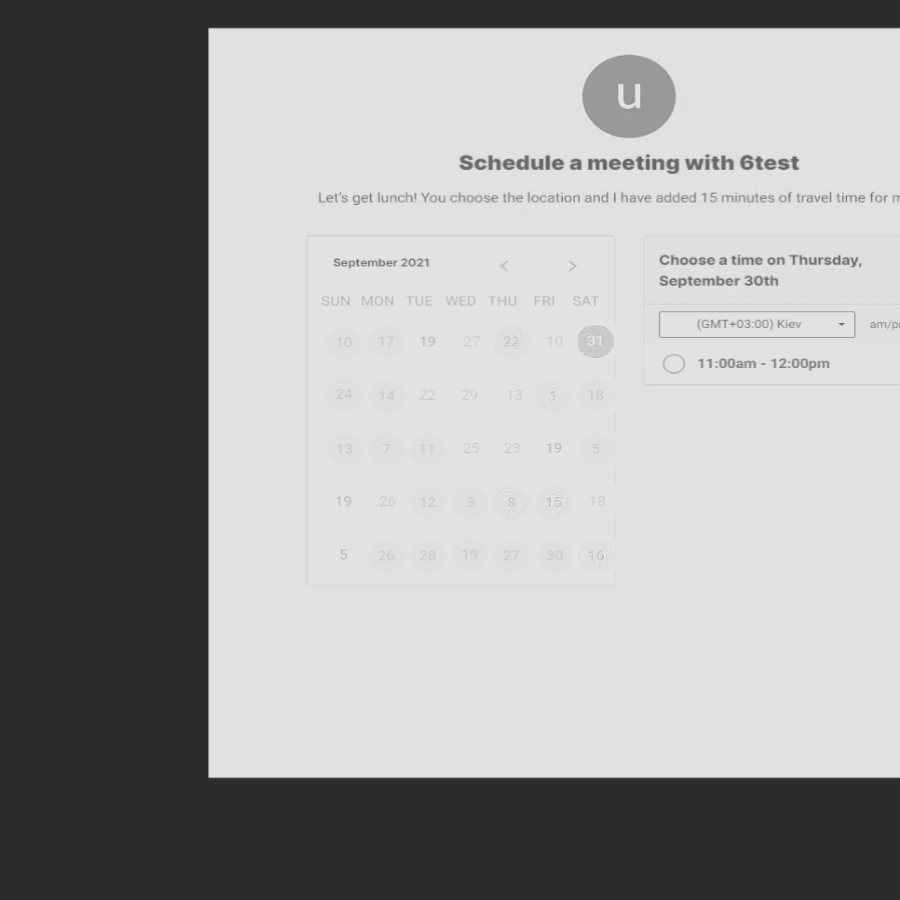 u
Schedule a meeting with 6test
Let's get lunch! You choose the location and I have added 15 minutes of travel time for m
September 2021 < >
SUN MON TUE WED THU FRI SAT
10 17 19 27 22 10 31
24 14 22 29 13 1 18
13 7 11 25 23 19 5
19 26 12 3 8 15 18
5 26 28 19 27 30 16
Choose a time on Thursday,
September 30th
(GMT+03:00) Kiev am/p
11:00am - 12:00pm